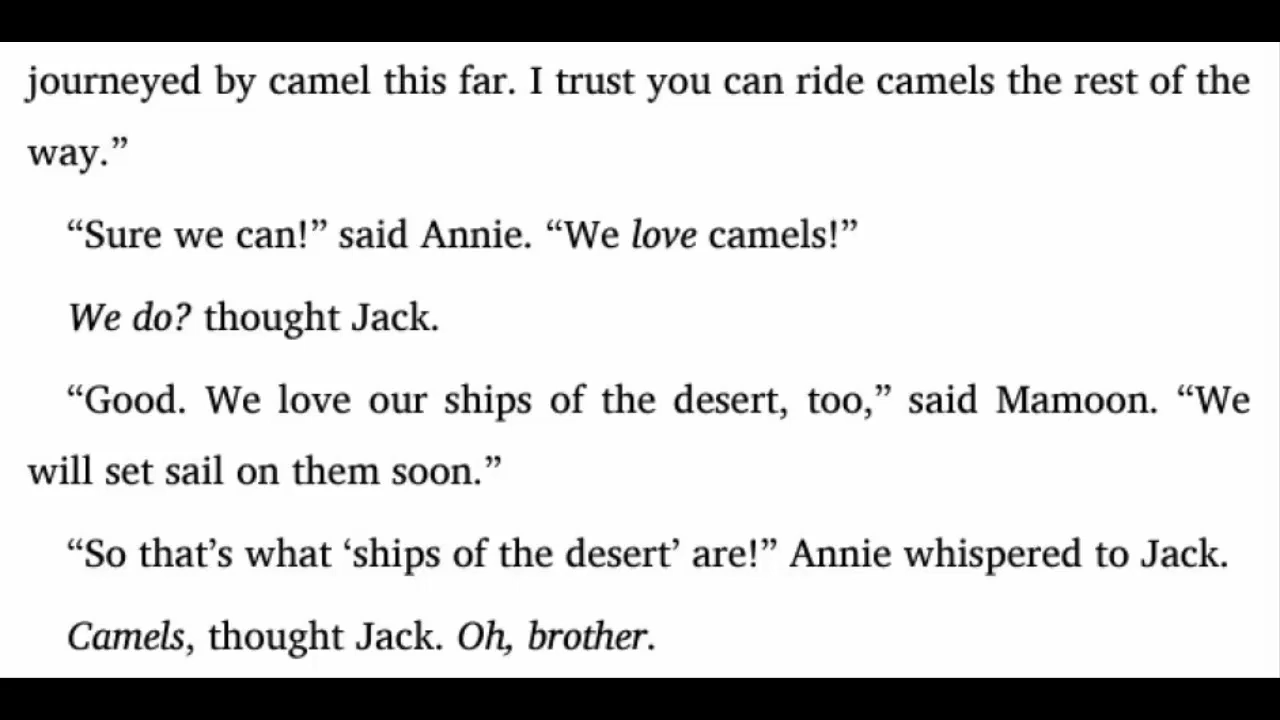 journeyed by camel this far. I trust you can ride camels the rest of the
way.”
“Sure we can!” said Annie. “We love camels!”
We do? thought Jack.
“Good. We love our ships of the desert, too,” said Mamoon. “We
will set sail on them soon.”
“So that’s what ‘ships of the desert’ are!” Annie whispered to Jack.
Camels, thought Jack. Oh, brother.